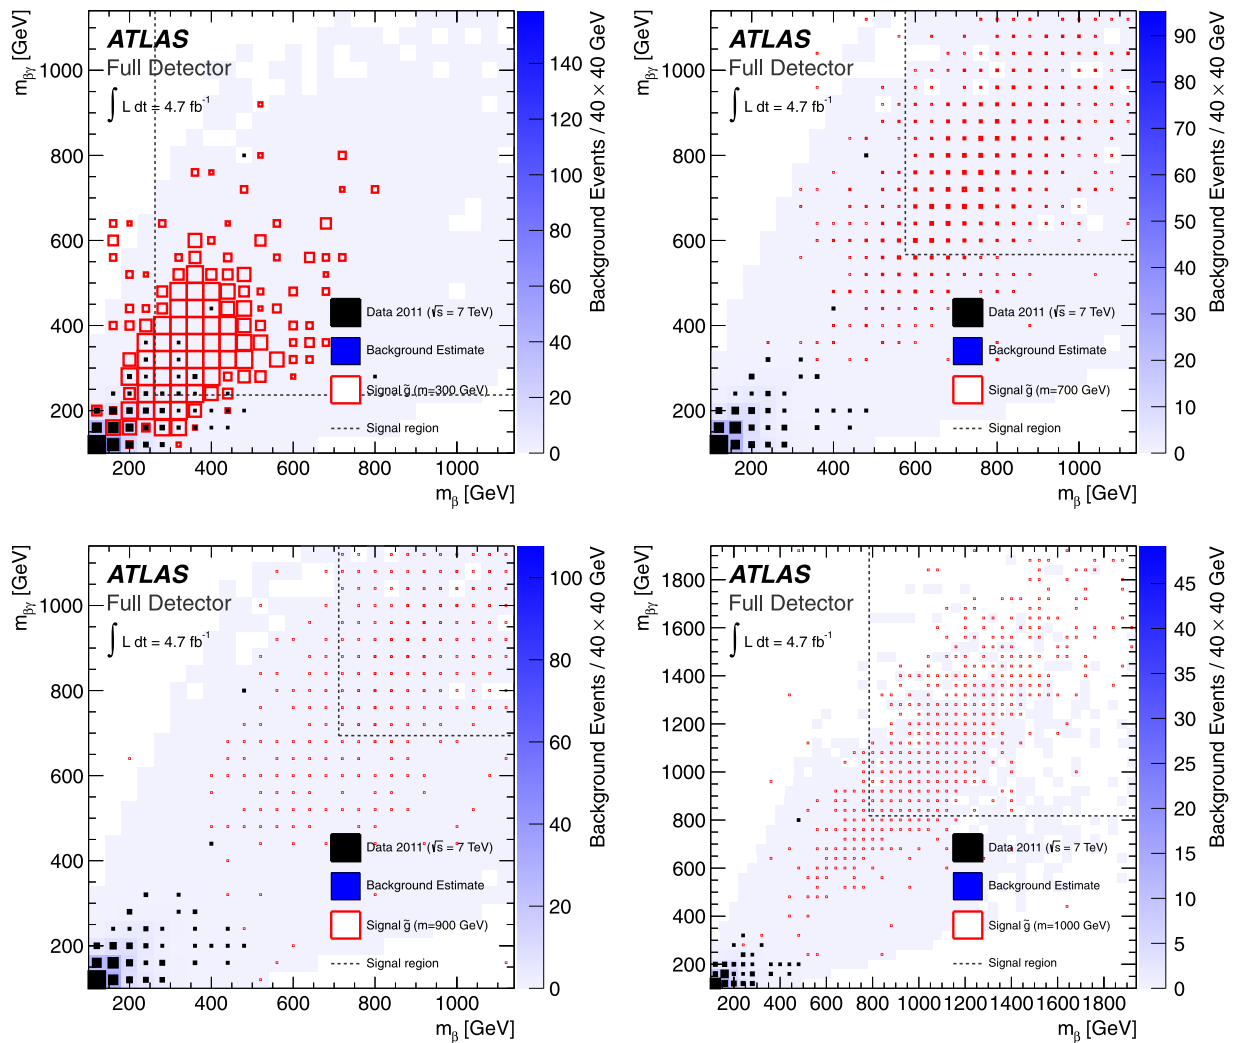 ATLAS
Full Detector
∫ L dt = 4.7 fb⁻¹
m_βγ [GeV]
1000
800
600
400
200
200 400 600 800 1000
m_β [GeV]
Data 2011 (√s = 7 TeV)
Background Estimate
Signal g̃ (m=300 GeV)
Signal region
140
120
100
80
60
40
20
0
Background Events / 40 × 40 GeV
ATLAS
Full Detector
∫ L dt = 4.7 fb⁻¹
m_βγ [GeV]
1000
800
600
400
200
200 400 600 800 1000
m_β [GeV]
Data 2011 (√s = 7 TeV)
Background Estimate
Signal g̃ (m=700 GeV)
Signal region
90
80
70
60
50
40
30
20
10
0
Background Events / 40 × 40 GeV
ATLAS
Full Detector
∫ L dt = 4.7 fb⁻¹
m_βγ [GeV]
1000
800
600
400
200
200 400 600 800 1000
m_β [GeV]
Data 2011 (√s = 7 TeV)
Background Estimate
Signal g̃ (m=900 GeV)
Signal region
100
80
60
40
20
0
Background Events / 40 × 40 GeV
ATLAS
Full Detector
∫ L dt = 4.7 fb⁻¹
m_βγ [GeV]
1800
1600
1400
1200
1000
800
600
400
200
200 400 600 800 1000 1200 1400 1600 1800
m_β [GeV]
Data 2011 (√s = 7 TeV)
Background Estimate
Signal g̃ (m=1000 GeV)
Signal region
45
40
35
30
25
20
15
10
5
0
Background Events / 40 × 40 GeV